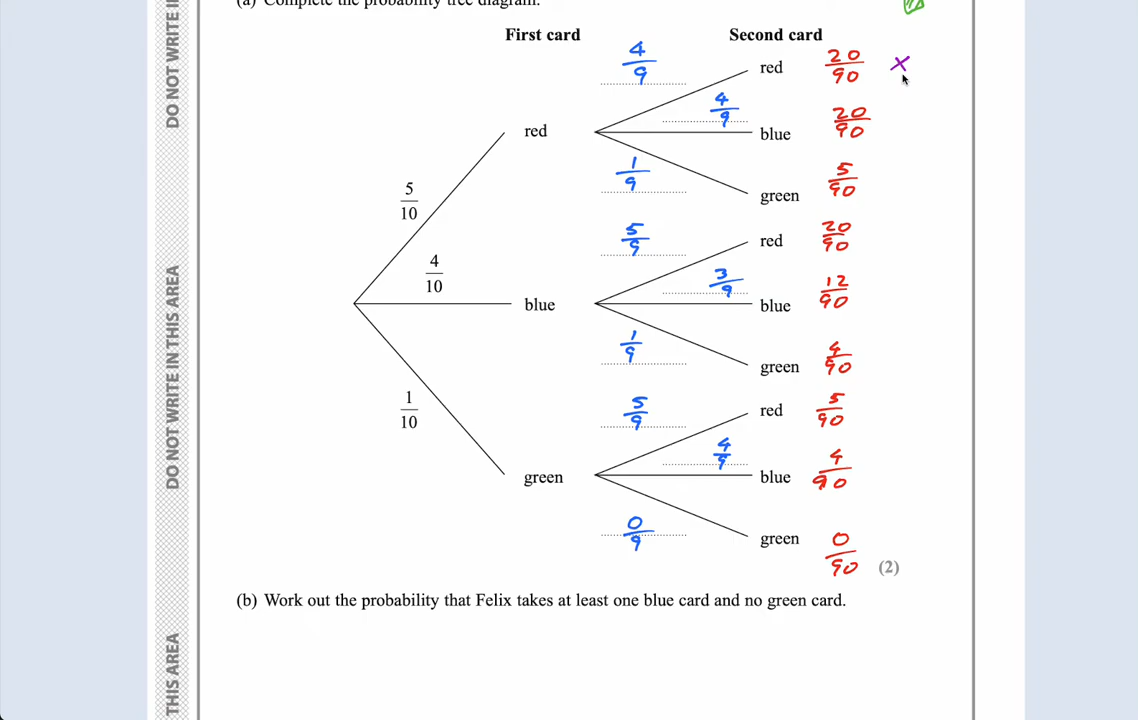 (a) Complete the probability tree diagram.
DO NOT WRITE I
First card
Second card
4/9
red
20/90
×
4/9
red
blue
20/90
1/9
green
5/90
5/10
5/9
red
20/90
4/10
3/9
blue
blue
12/90
1/9
green
4/90
DO NOT WRITE IN THIS AREA
1/10
5/9
red
5/90
4/9
green
blue
4/90
0/9
green
0/90
(2)
(b) Work out the probability that Felix takes at least one blue card and no green card.
THIS AREA